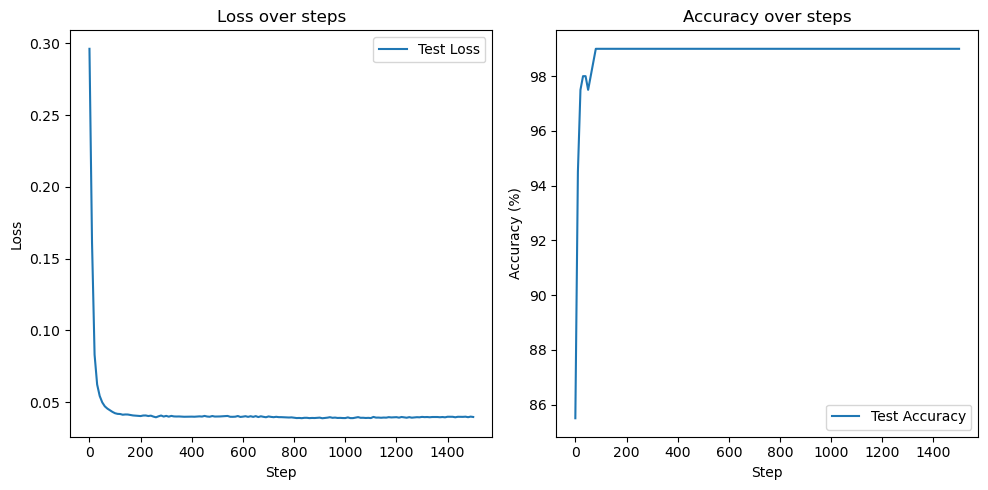 Loss over steps
0.30
0.25
0.20
0.15
0.10
0.05
Loss
0 200 400 600 800 1000 1200 1400
Step
Test Loss
Accuracy over steps
98
96
94
92
90
88
86
Accuracy (%)
0 200 400 600 800 1000 1200 1400
Step
Test Accuracy